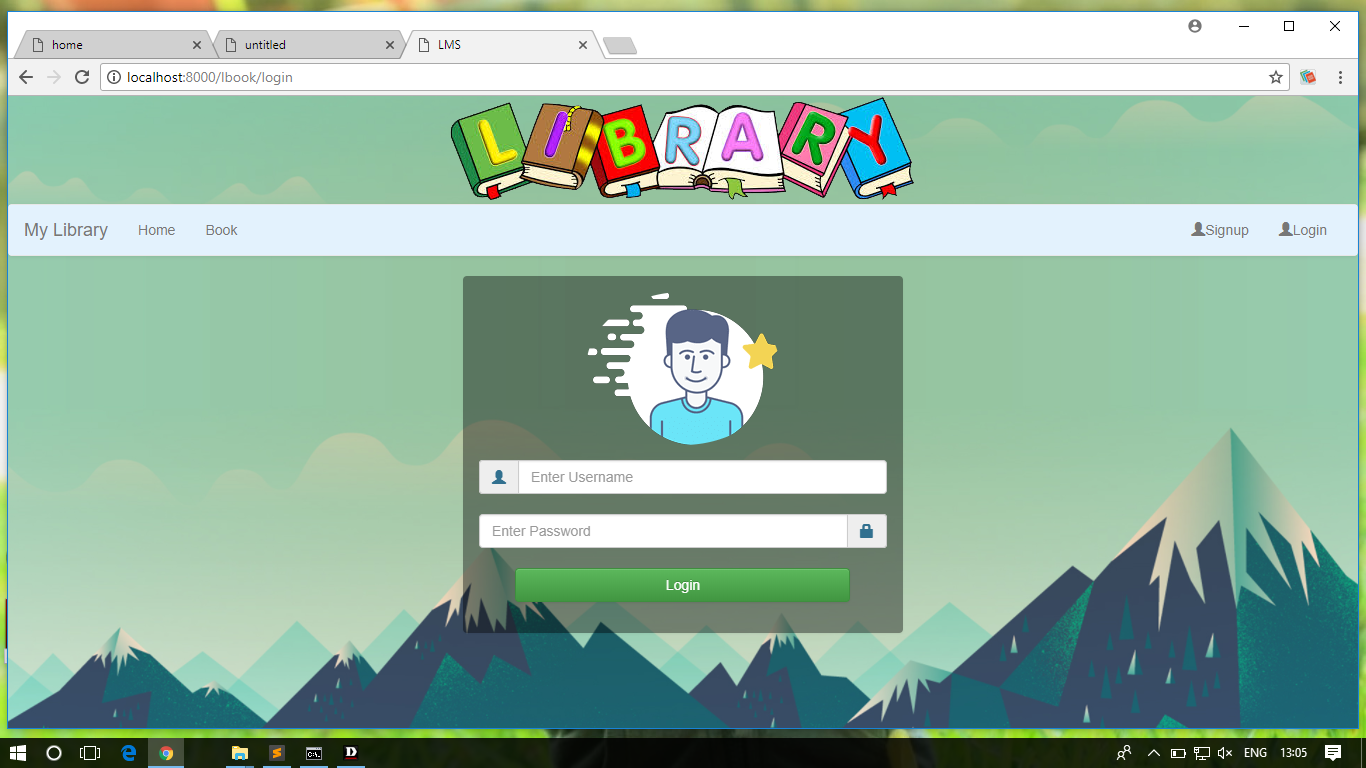 home
untitled
LMS
localhost:8000/lbook/login
LIBRARY
My Library Home Book Signup Login
Enter Username
Enter Password
Login
C:\_
D
ENG 13:05